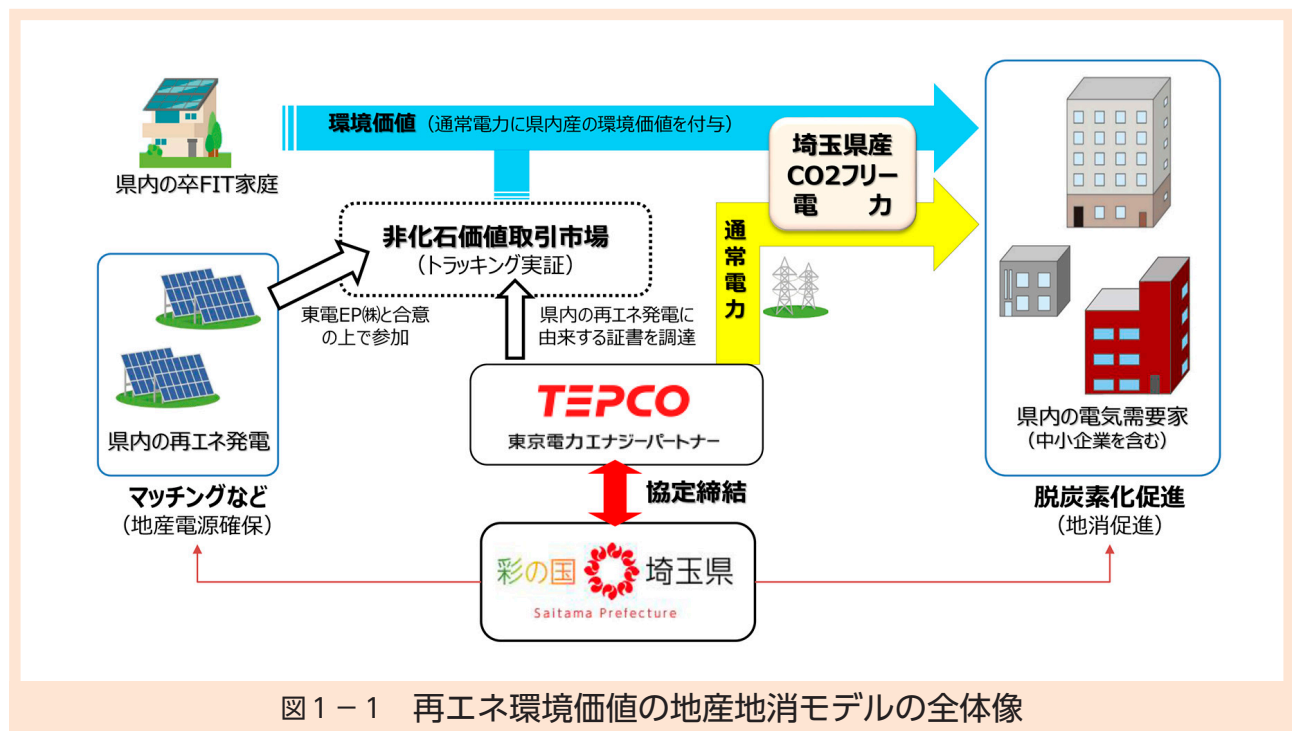 環境価値（通常電力に県内産の環境価値を付与）
埼玉県産
CO2フリー
電　　力
県内の卒FIT家庭
非化石価値取引市場
（トラッキング実証）
通常電力
東電EP㈱と合意
の上で参加
県内の再エネ発電に
由来する証書を調達
県内の再エネ発電
TEPCO
東京電力エナジーパートナー
県内の電気需要家
（中小企業を含む）
マッチングなど
（地産電源確保）
協定締結
脱炭素化促進
（地消促進）
彩の国 埼玉県
Saitama Prefecture
図１－１　再エネ環境価値の地産地消モデルの全体像